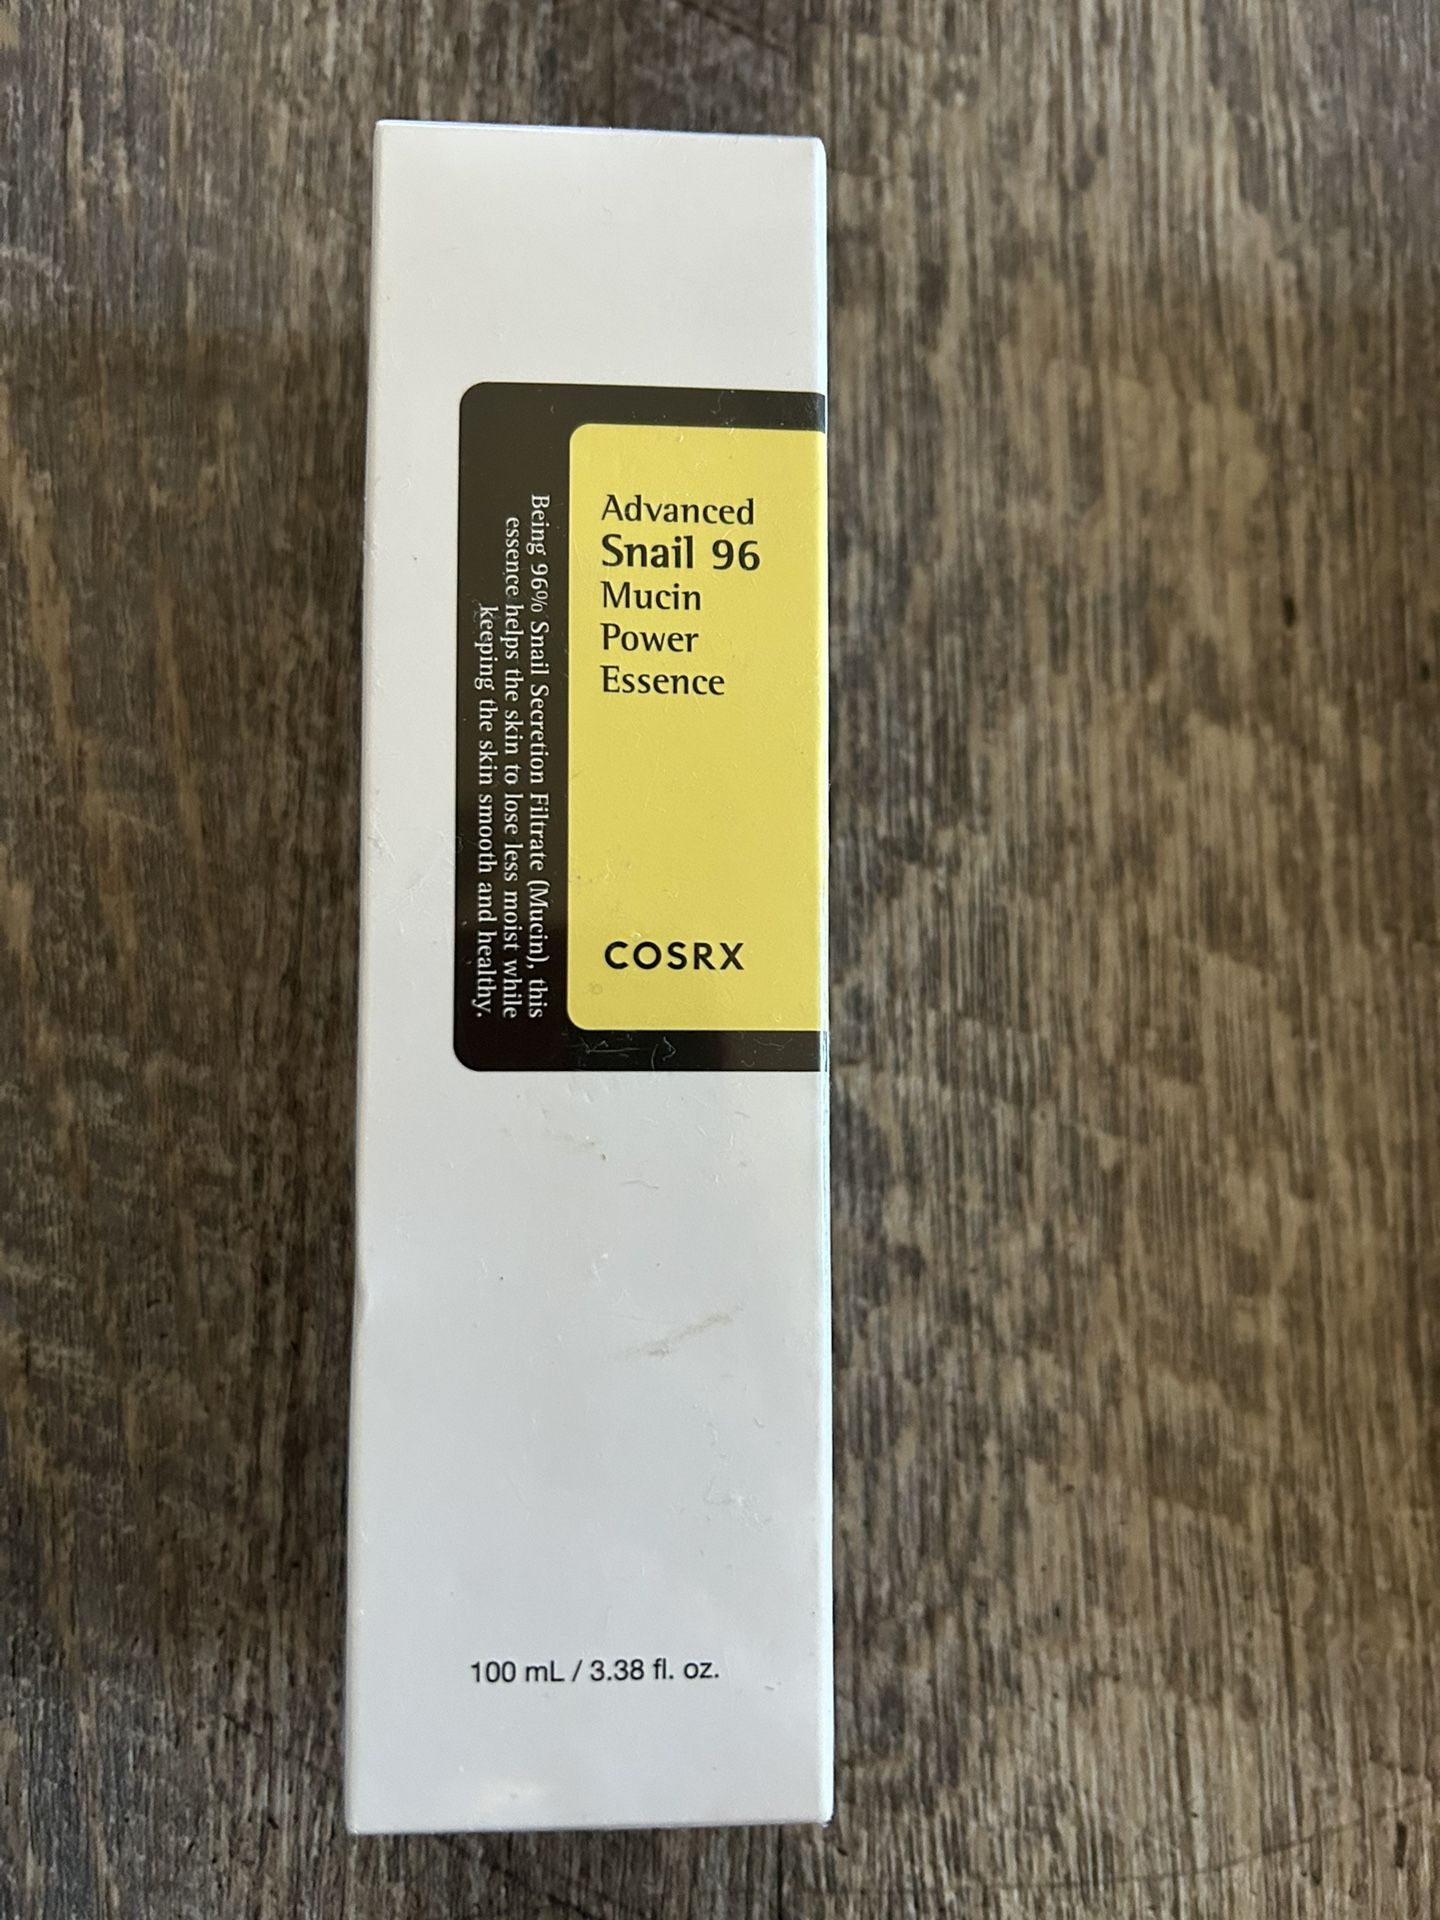 Advanced
Snail 96
Mucin
Power
Essence
COSRX
Being 96% Snail Secretion Filtrate (Mucin), this
essence helps the skin to lose less moist while
keeping the skin smooth and healthy.
100 mL / 3.38 fl. oz.